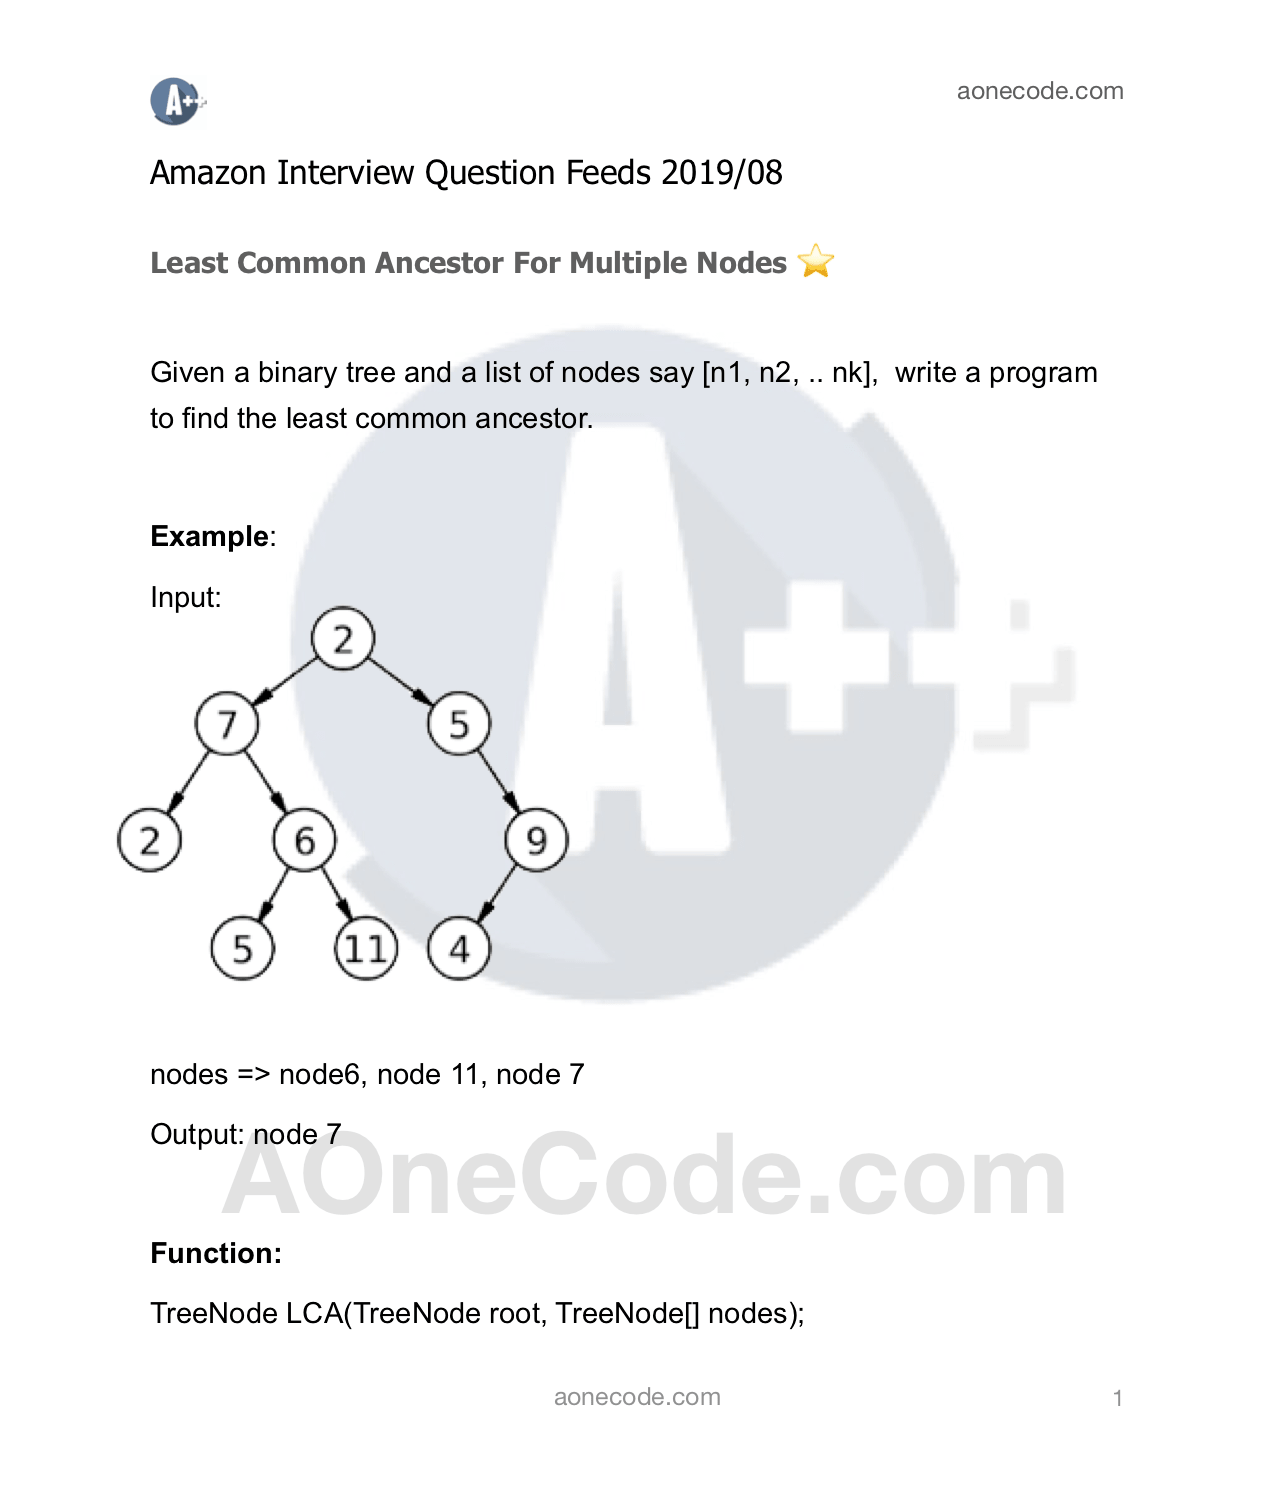 A++
aonecode.com
Amazon Interview Question Feeds 2019/08
Least Common Ancestor For Multiple Nodes
Given a binary tree and a list of nodes say [n1, n2, .. nk],  write a program
to find the least common ancestor.
Example:
Input:
2
7
5
2
6
9
5
11
4
A++
nodes => node6, node 11, node 7
Output: node 7
AOneCode.com
Function:
TreeNode LCA(TreeNode root, TreeNode[] nodes);
aonecode.com
1